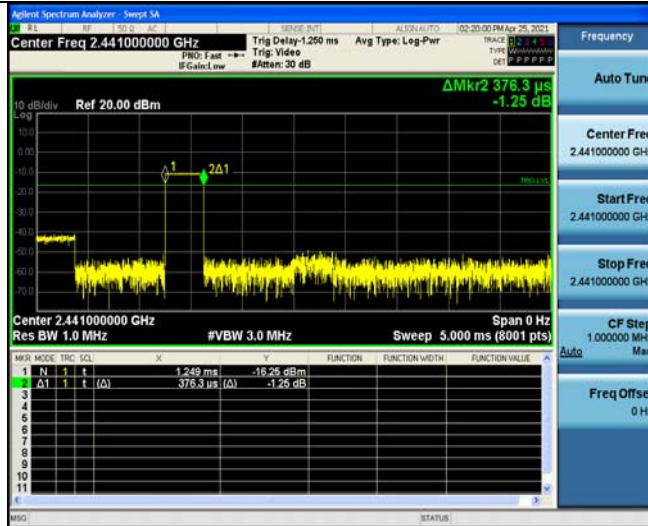 Agilent Spectrum Analyzer - Swept SA
RL RF 50 Ω AC SENSE:INT ALIGN AUTO 02:20:00 PM Apr 25, 2021
Center Freq 2.441000000 GHz
PNO: Fast
IFGain:Low
Trig Delay-1.250 ms
Trig: Video
#Atten: 30 dB
Avg Type: Log-Pwr
TRACE 1 2 3 4 5 6
TYPE
DET P P P P P P
ΔMkr2 376.3 µs
-1.25 dB
10 dB/div Ref 20.00 dBm
Log
10.0
0.00
-10.0
-20.0
-30.0
-40.0
-50.0
-60.0
-70.0
1
2Δ1
TRIG LVL
Center 2.441000000 GHz Span 0 Hz
Res BW 1.0 MHz #VBW 3.0 MHz Sweep 5.000 ms (8001 pts)
MKR MODE TRC SCL X Y FUNCTION FUNCTION WIDTH FUNCTION VALUE
1 N 1 t 1.249 ms -16.25 dBm
2 Δ1 1 t (Δ) 376.3 µs (Δ) -1.25 dB
3
4
5
6
7
8
9
10
11
MSG STATUS
Frequency
Auto Tun
Center Fre
2.441000000 GH
Start Fre
2.441000000 GH
Stop Fre
2.441000000 GH
CF Ste
1.000000 MH
Auto Ma
Freq Offse
0 H